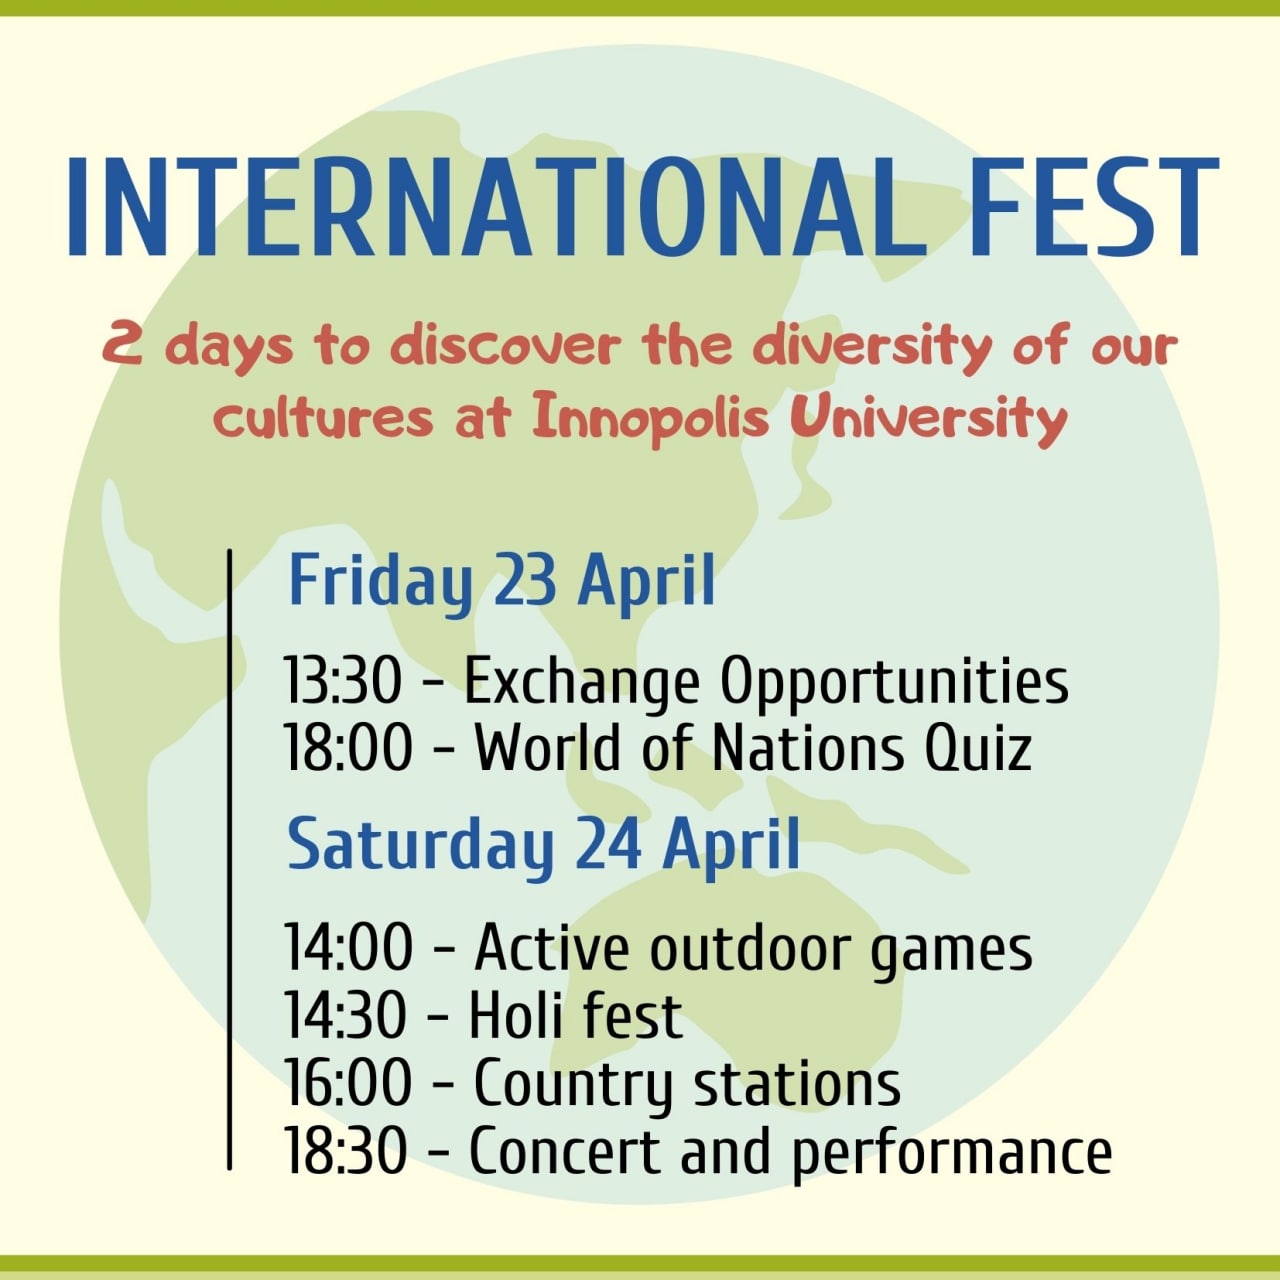 INTERNATIONAL FEST
2 days to discover the diversity of our
cultures at Innopolis University
Friday 23 April
13:30 - Exchange Opportunities
18:00 - World of Nations Quiz
Saturday 24 April
14:00 - Active outdoor games
14:30 - Holi fest
16:00 - Country stations
18:30 - Concert and performance